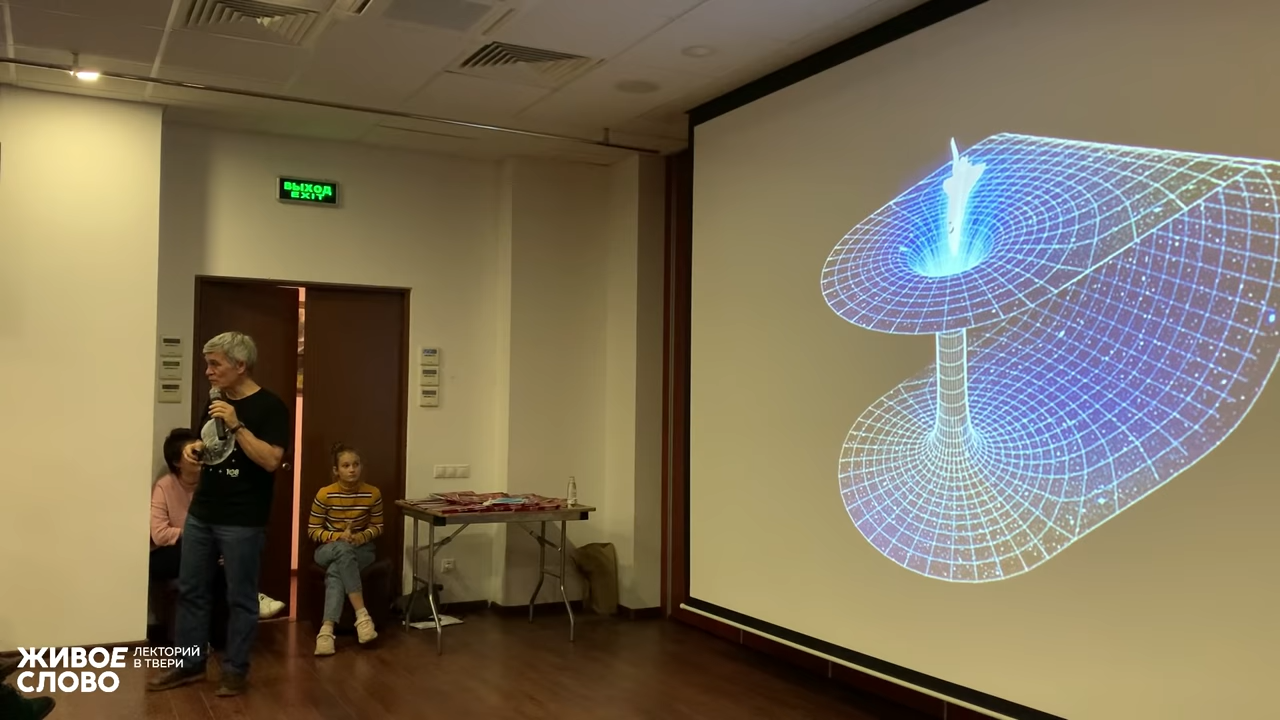 ВЫХОД
EXIT
ЖИВОЕ
СЛОВО
ЛЕКТОРИЙ
В ТВЕРИ